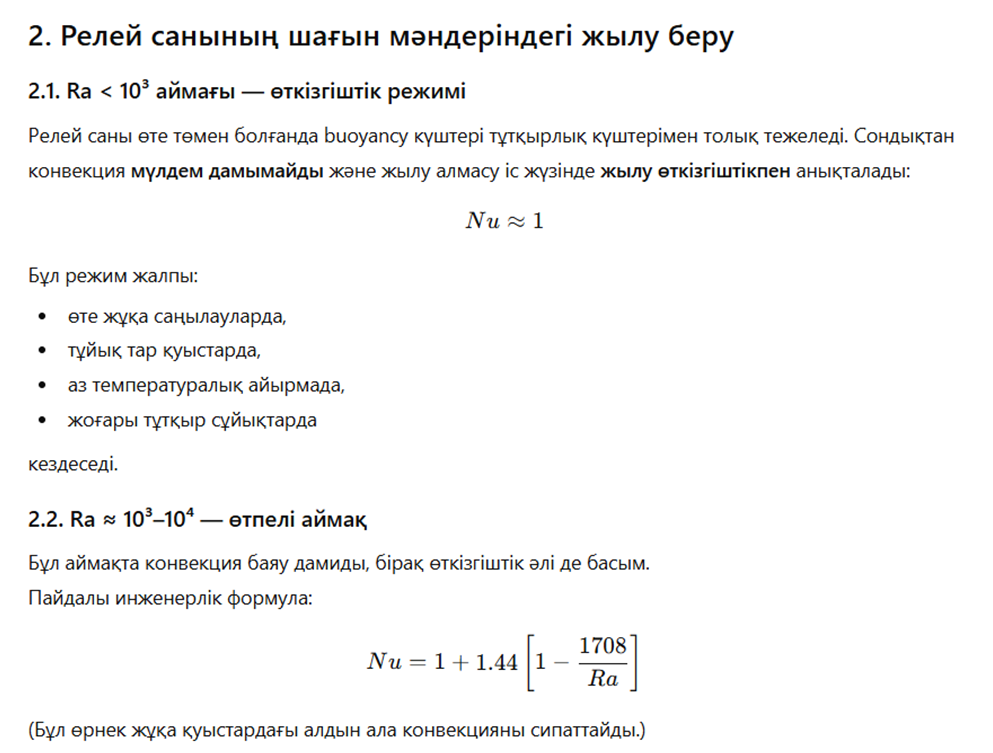 2. Релей санының шағын мәндеріндегі жылу беру
2.1. Ra < 10³ аймағы — өткізгіштік режимі
Релей саны өте төмен болғанда buoyancy күштері тұтқырлық күштерімен толық тежеледі. Сондықтан
конвекция мүлдем дамымайды және жылу алмасу іс жүзінде жылу өткізгіштікпен анықталады:
Nu ≈ 1
Бұл режим жалпы:
• өте жұқа саңылауларда,
• тұйық тар қуыстарда,
• аз температуралық айырмада,
• жоғары тұтқыр сұйықтарда
кездеседі.
2.2. Ra ≈ 10³–10⁴ — өтпелі аймақ
Бұл аймақта конвекция баяу дамиды, бірақ өткізгіштік әлі де басым.
Пайдалы инженерлік формула:
Nu = 1 + 1.44 [1 − 1708/Ra]
(Бұл өрнек жұқа қуыстардағы алдын ала конвекцияны сипаттайды.)